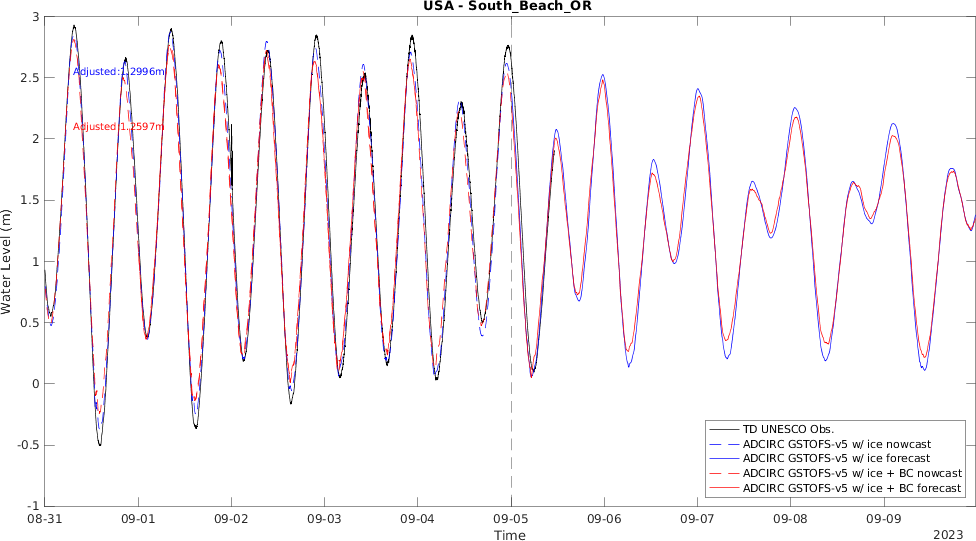 USA - South_Beach_OR
3
2.5
2
1.5
1
0.5
0
-0.5
-1
Water Level (m)
Adjusted:1.2996m
Adjusted:1.2597m
TD UNESCO Obs.
ADCIRC GSTOFS-v5 w/ ice nowcast
ADCIRC GSTOFS-v5 w/ ice forecast
ADCIRC GSTOFS-v5 w/ ice + BC nowcast
ADCIRC GSTOFS-v5 w/ ice + BC forecast
08-31 09-01 09-02 09-03 09-04 09-05 09-06 09-07 09-08 09-09
Time
2023